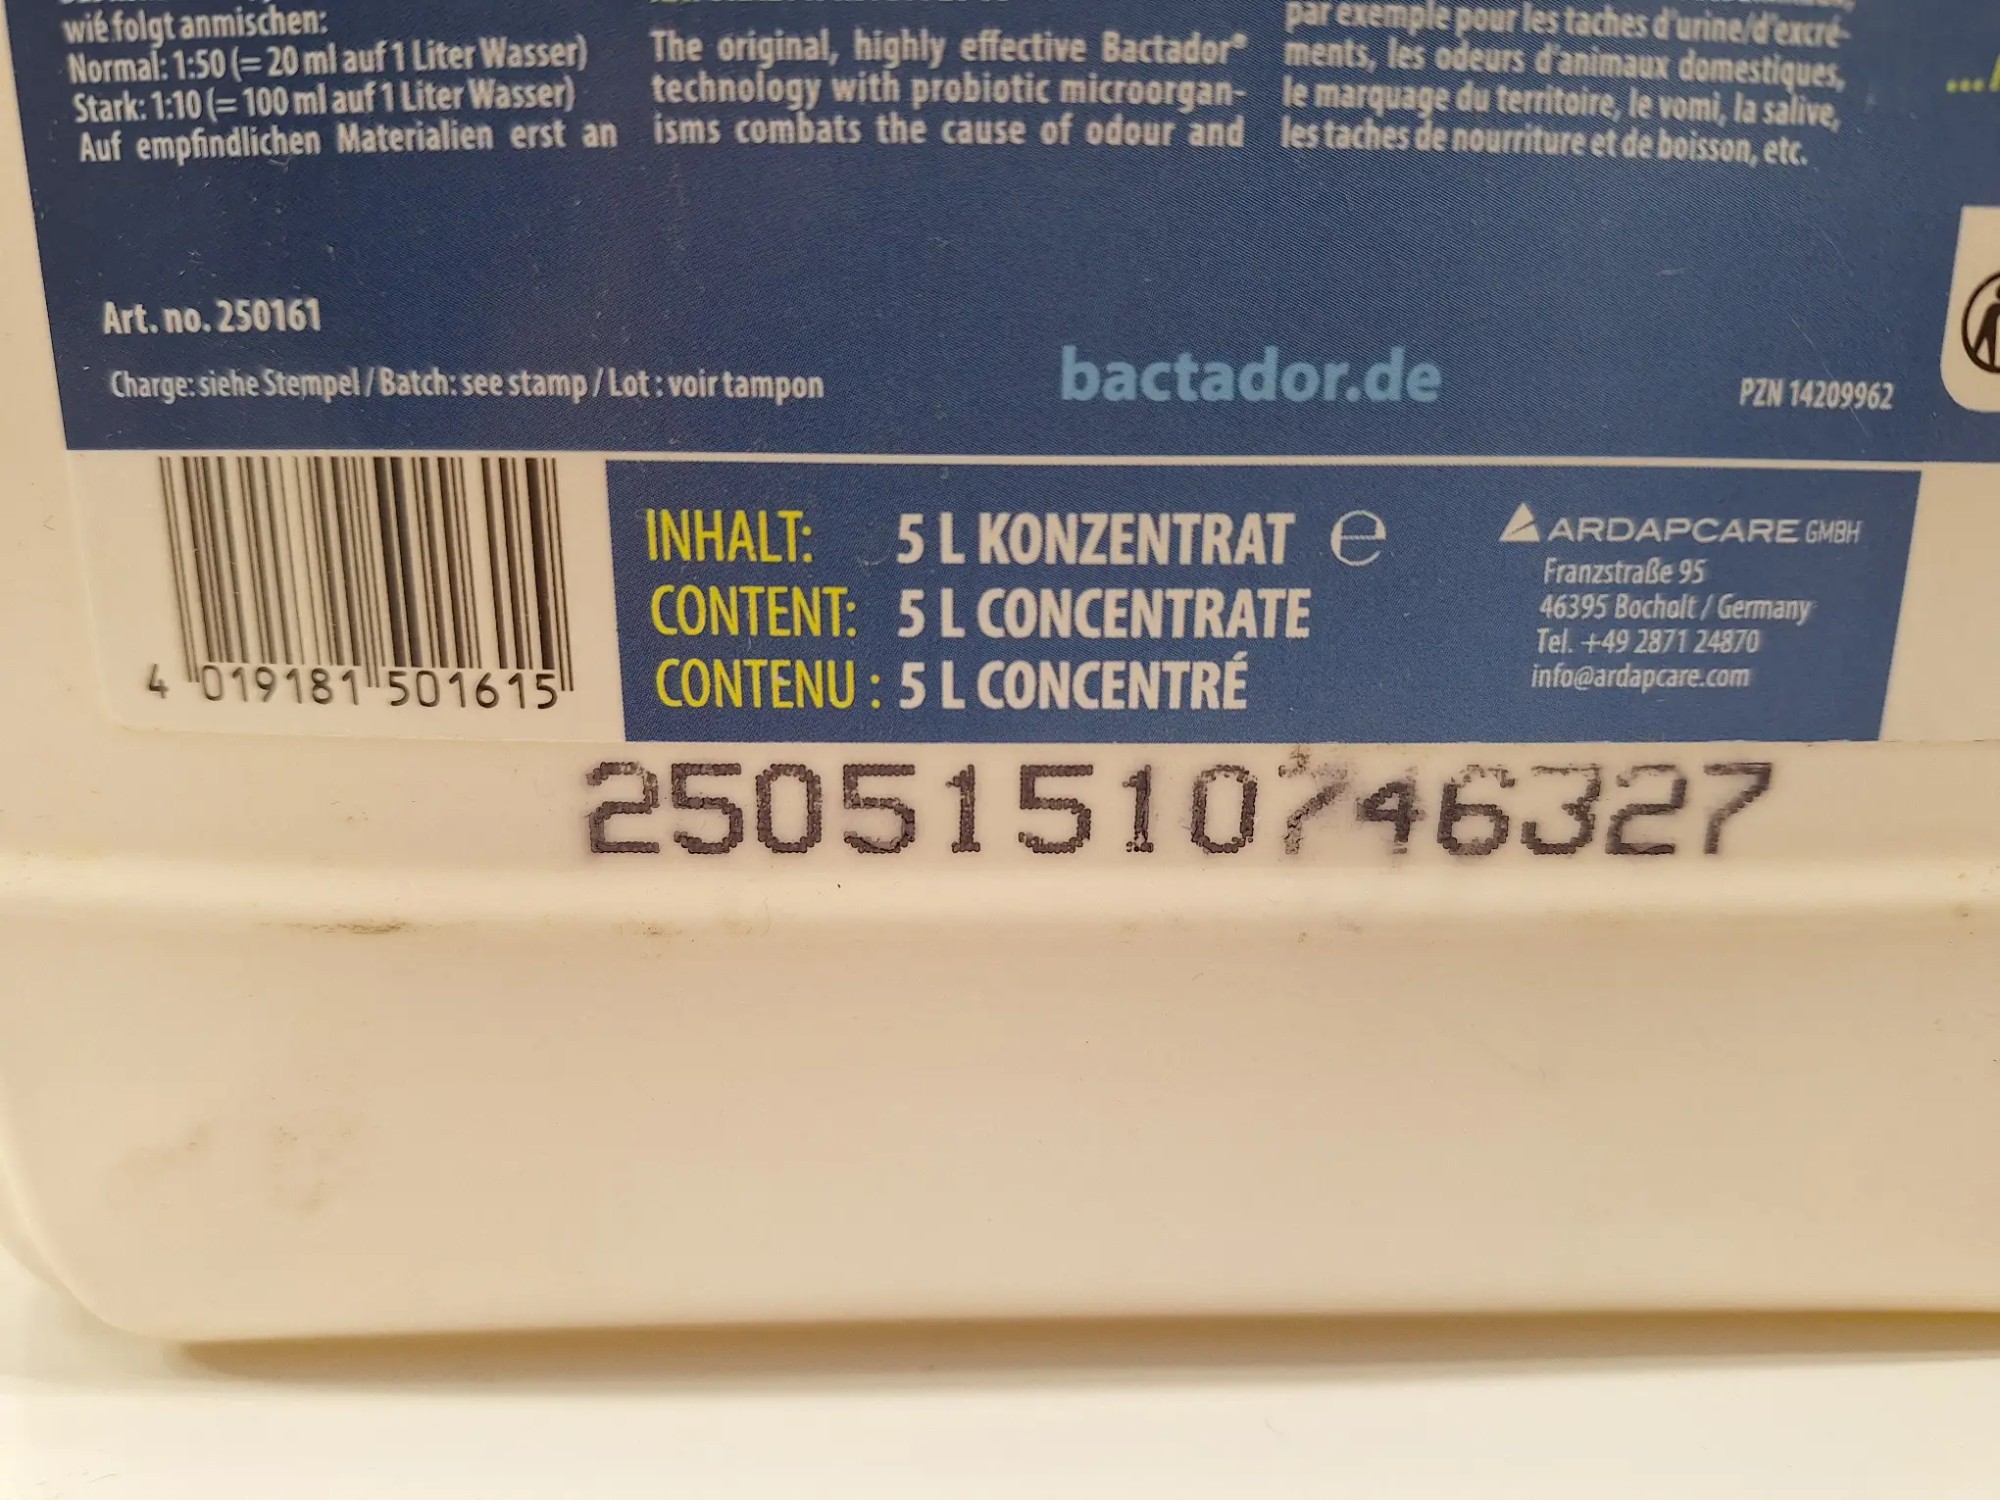 wie folgt anmischen:
Normal: 1:50 (= 20 ml auf 1 Liter Wasser)
Stark: 1:10 (= 100 ml auf 1 Liter Wasser)
Auf empfindlichen Materialien erst an
The original, highly effective Bactador®
technology with probiotic microorgan-
isms combats the cause of odour and
par exemple pour les taches d'urine/d'excré-
ments, les odeurs d'animaux domestiques,
le marquage du territoire, le vomi, la salive,
les taches de nourriture et de boisson, etc.
Art. no. 250161
Charge: siehe Stempel / Batch: see stamp / Lot : voir tampon
bactador.de
PZN 14209962
4 019181 501615
INHALT: 5 L KONZENTRAT ℮
CONTENT: 5 L CONCENTRATE
CONTENU : 5 L CONCENTRÉ
ARDAPCARE GMBH
Franzstraße 95
46395 Bocholt / Germany
Tel. +49 2871 24870
info@ardapcare.com
25051510746327